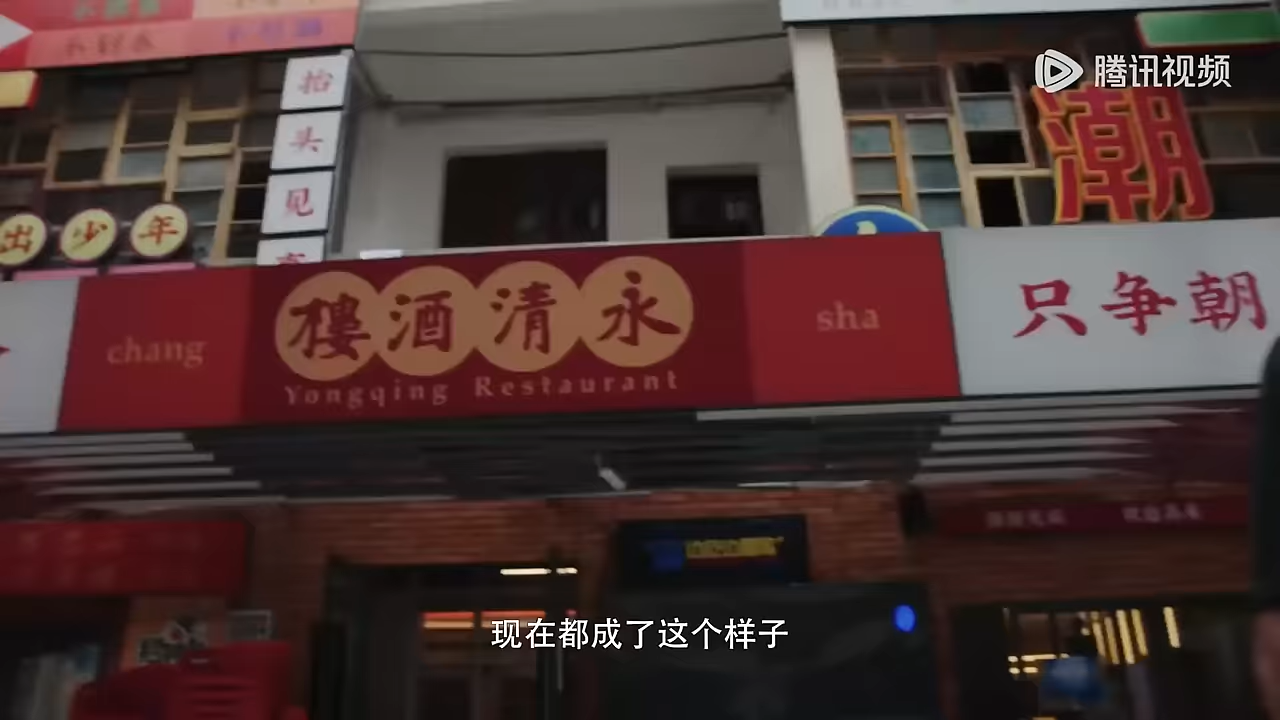 腾讯视频
抬头见
潮
出少年
chang
樓酒清永
Yongqing Restaurant
sha
只争朝
现在都成了这个样子